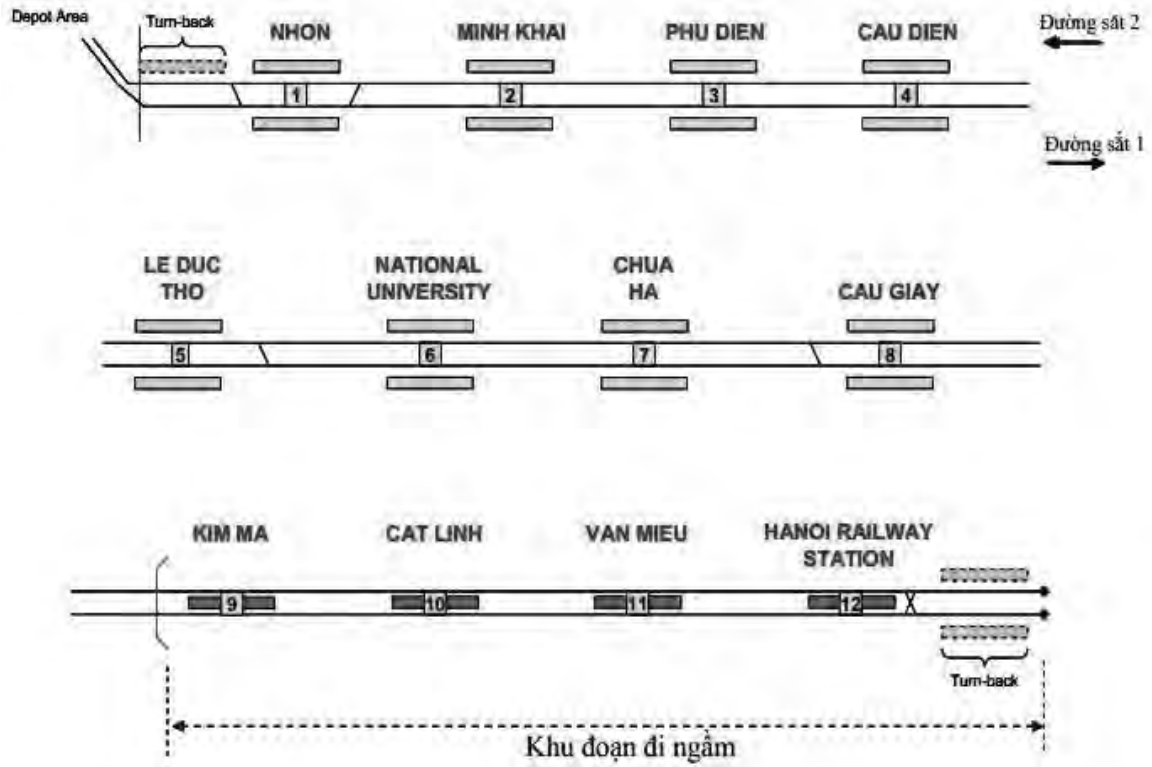 Depot Area
Turn-back
NHON
MINH KHAI
PHU DIEN
CAU DIEN
Đường sắt 2
1
2
3
4
Đường sắt 1
LE DUC
THO
NATIONAL
UNIVERSITY
CHUA
HA
CAU GIAY
5
6
7
8
KIM MA
CAT LINH
VAN MIEU
HANOI RAILWAY
STATION
9
10
11
12
Turn-back
Khu đoạn đi ngầm